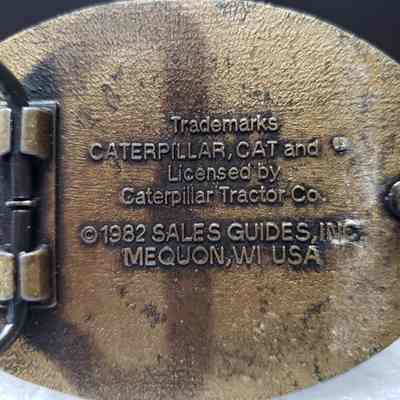 Trademarks
CATERPILLAR, CAT and
Licensed by
Caterpillar Tractor Co.
© 1982 SALES GUIDES, INC.
MEQUON, WI USA